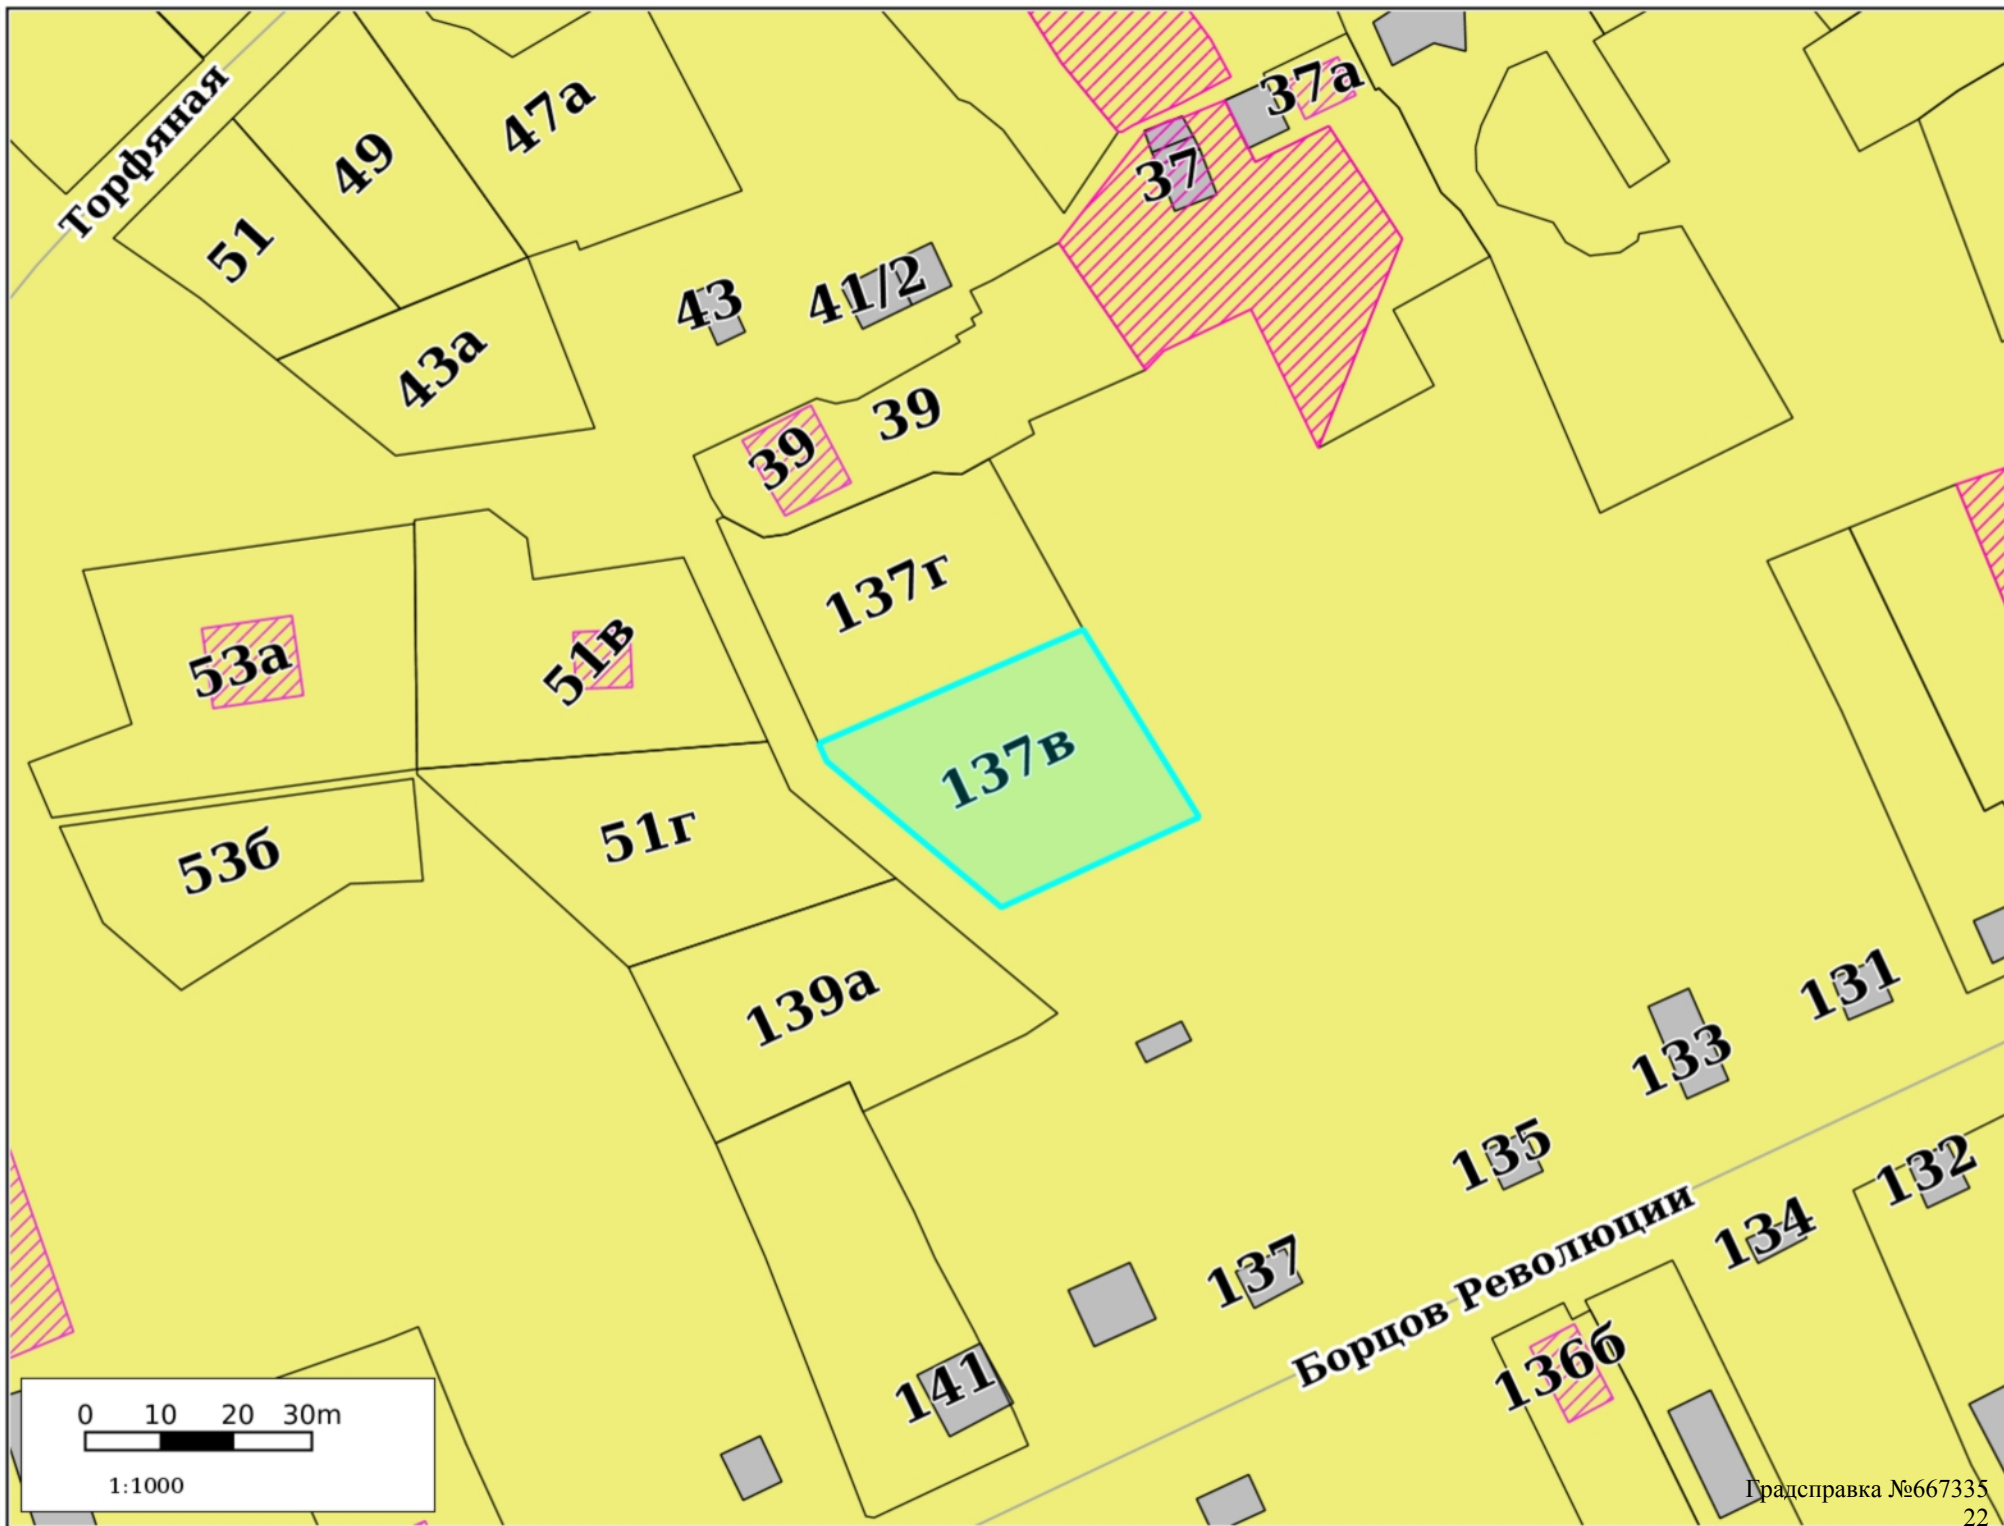 Торфяная
51
49
47а
37а
37
43
41/2
43а
39
39
137г
53а
51в
137в
53б
51г
139а
131
133
135
132
134
137
Борцов Революции
136б
141
0 10 20 30m
1:1000
Градсправка №667335
22